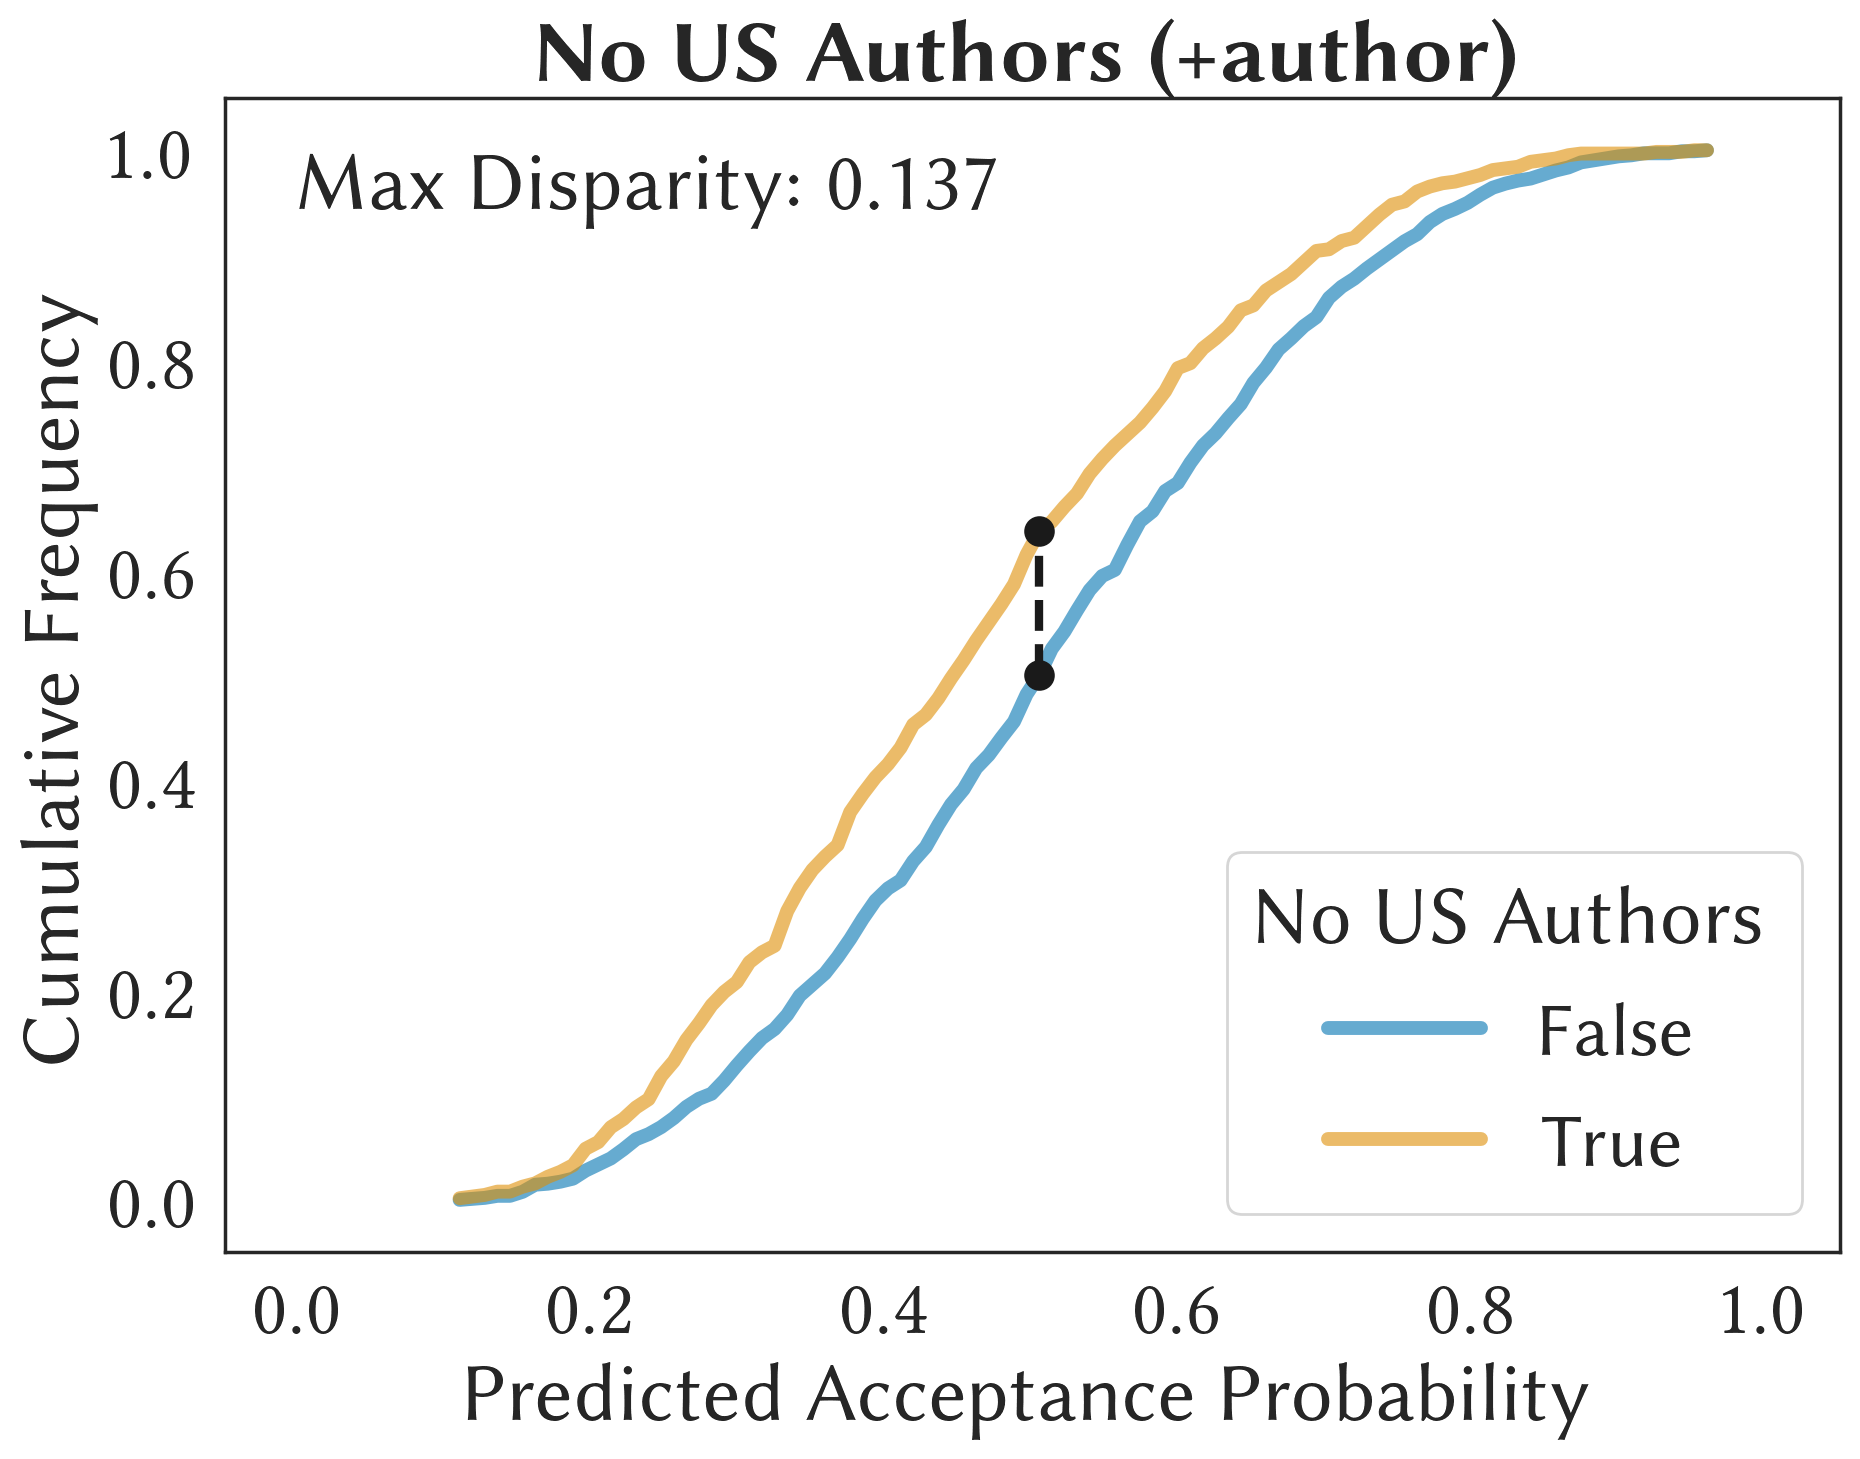 No US Authors (+author)
Max Disparity: 0.137
Cumulative Frequency
1.0
0.8
0.6
0.4
0.2
0.0
No US Authors
False
True
0.0 0.2 0.4 0.6 0.8 1.0
Predicted Acceptance Probability